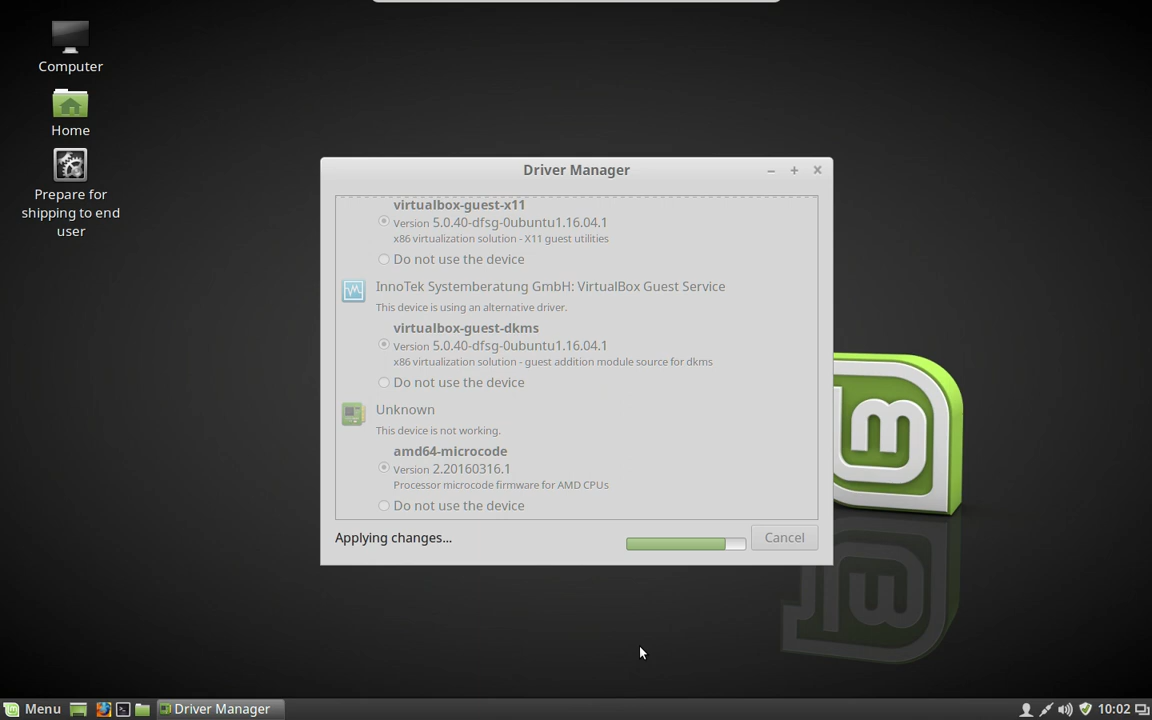 Computer
Home
Prepare for
shipping to end
user
Driver Manager
virtualbox-guest-x11
Version 5.0.40-dfsg-0ubuntu1.16.04.1
x86 virtualization solution - X11 guest utilities
Do not use the device
InnoTek Systemberatung GmbH: VirtualBox Guest Service
This device is using an alternative driver.
virtualbox-guest-dkms
Version 5.0.40-dfsg-0ubuntu1.16.04.1
x86 virtualization solution - guest addition module source for dkms
Do not use the device
Unknown
This device is not working.
amd64-microcode
Version 2.20160316.1
Processor microcode firmware for AMD CPUs
Do not use the device
Applying changes...
Cancel
Menu
Driver Manager
10:02